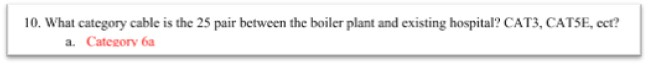 10. What category cable is the 25 pair between the boiler plant and existing hospital? CAT3, CAT5E, ect?
a. Category 6a